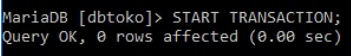 MariaDB [dbtoko]> START TRANSACTION;
Query OK, 0 rows affected (0.00 sec)